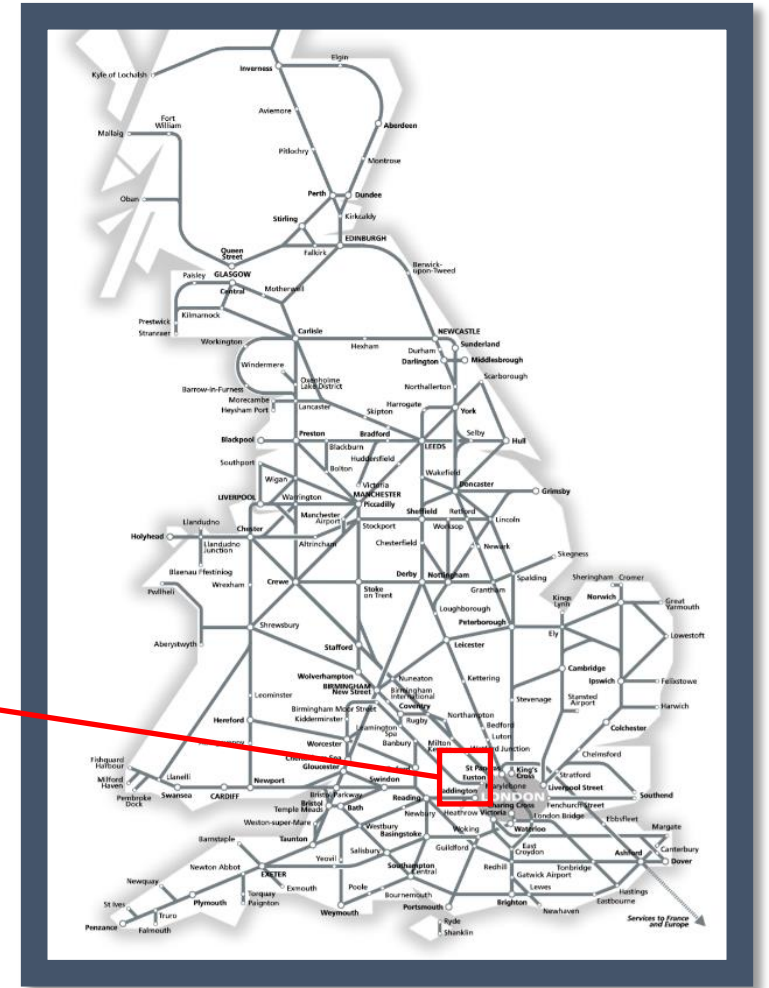 Elgin
Inverness
Kyle of Lochalsh
Aviemore
Fort
William
Mallaig
Aberdeen
Pitlochry
Montrose
Perth
Dundee
Oban
Kirkcaldy
Stirling
EDINBURGH
Queen
Street
Falkirk
Berwick-
upon-Tweed
Paisley
GLASGOW
Central
Motherwell
Kilmarnock
Prestwick
Stranraer
Carlisle
NEWCASTLE
Workington
Hexham
Sunderland
Durham
Darlington
Middlesbrough
Windermere
Scarborough
Oxenholme
Lake District
Barrow-in-Furness
Northallerton
Morecambe
Heysham Port
Lancaster
Harrogate
York
Skipton
Blackpool
Preston
Bradford
Selby
Hull
Blackburn
LEEDS
Huddersfield
Southport
Bolton
Wakefield
Wigan
Victoria
Doncaster
Grimsby
LIVERPOOL
Warrington
MANCHESTER
Piccadilly
Manchester
Airport
Sheffield
Retford
Llandudno
Stockport
Worksop
Lincoln
Holyhead
Chester
Llandudno
Junction
Altrincham
Chesterfield
Newark
Skegness
Blaenau Ffestiniog
Crewe
Derby
Nottingham
Spalding
Sheringham
Cromer
Pwllheli
Wrexham
Stoke
on Trent
Grantham
Kings
Lynn
Norwich
Great
Yarmouth
Loughborough
Shrewsbury
Peterborough
Ely
Lowestoft
Aberystwyth
Stafford
Leicester
Cambridge
Wolverhampton
Nuneaton
Kettering
Ipswich
Felixstowe
BIRMINGHAM
New Street
Birmingham
International
Leominster
Stevenage
Stansted
Airport
Harwich
Birmingham Moor Street
Coventry
Kidderminster
Rugby
Northampton
Hereford
Leamington
Spa
Bedford
Colchester
Worcester
Banbury
Milton
Luton
Junction
Chelmsford
Fishguard
Harbour
Gloucester
St Pancras
King's
Cross
Euston
Stratford
Milford
Haven
Llanelli
Newport
Swindon
Marylebone
Liverpool Street
Pembroke
Dock
Swansea
CARDIFF
Bristol Parkway
Reading
Paddington
LONDON
Southend
Bristol
Temple Meads
Bath
Newbury
Heathrow
Victoria
Charing Cross
Fenchurch Street
London Bridge
Ebbsfleet
Weston-super-Mare
Westbury
Basingstoke
Woking
Waterloo
Margate
Barnstaple
Taunton
Salisbury
Guildford
East
Croydon
Canterbury
Newton Abbot
Yeovil
Southampton
Central
Redhill
Tonbridge
Ashford
Dover
EXETER
Gatwick Airport
Newquay
Exmouth
Poole
Lewes
Hastings
St Ives
Plymouth
Torquay
Paignton
Bournemouth
Eastbourne
Truro
Weymouth
Portsmouth
Brighton
Newhaven
Penzance
Falmouth
Ryde
Shanklin
Services to France
and Europe